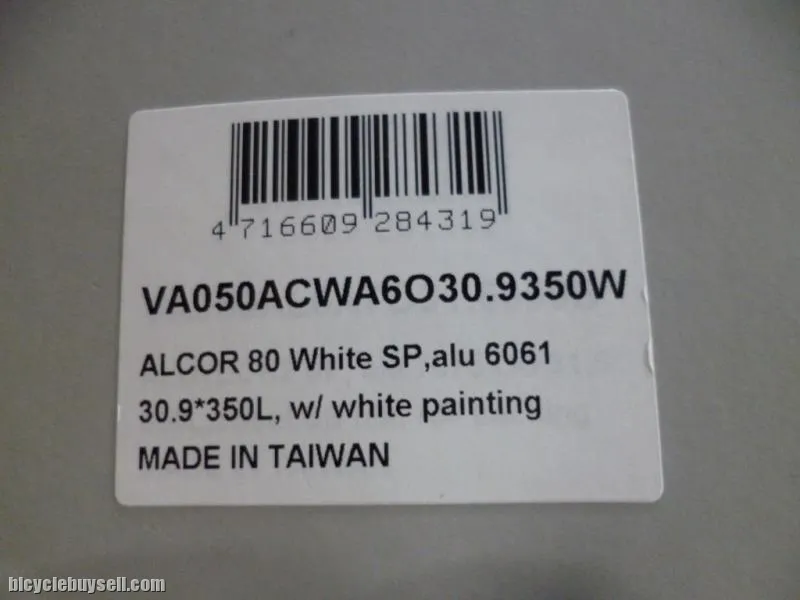 4 716609 284319
VA050ACWA6O30.9350W
ALCOR 80 White SP,alu 6061
30.9*350L, w/ white painting
MADE IN TAIWAN
bicyclebuysell.com